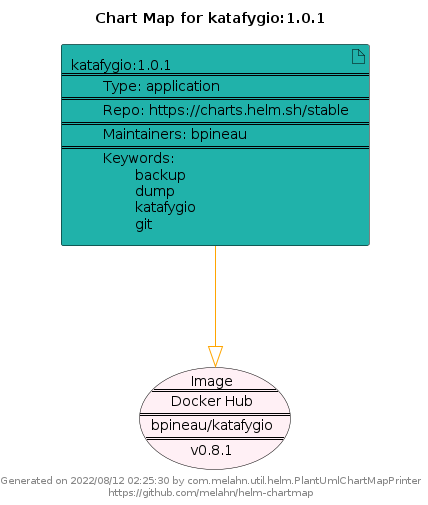 Chart Map for katafygio:1.0.1
katafygio:1.0.1
Type: application
Repo: https://charts.helm.sh/stable
Maintainers: bpineau
Keywords:
backup
dump
katafygio
git
Image
Docker Hub
bpineau/katafygio
v0.8.1
Generated on 2022/08/12 02:25:30 by com.melahn.util.helm.PlantUmlChartMapPrinter
https://github.com/melahn/helm-chartmap